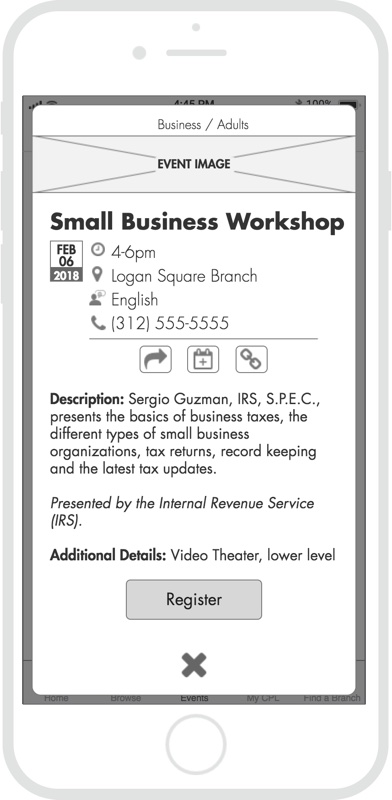 4:45 PM
100%
Business / Adults
EVENT IMAGE
Small Business Workshop
FEB
06
2018
4-6pm
Logan Square Branch
English
(312) 555-5555
Description: Sergio Guzman, IRS, S.P.E.C.,
presents the basics of business taxes, the
different types of small business
organizations, tax returns, record keeping
and the latest tax updates.
Presented by the Internal Revenue Service
(IRS).
Additional Details: Video Theater, lower level
Register
Home Browse Events My CPL Find a Branch